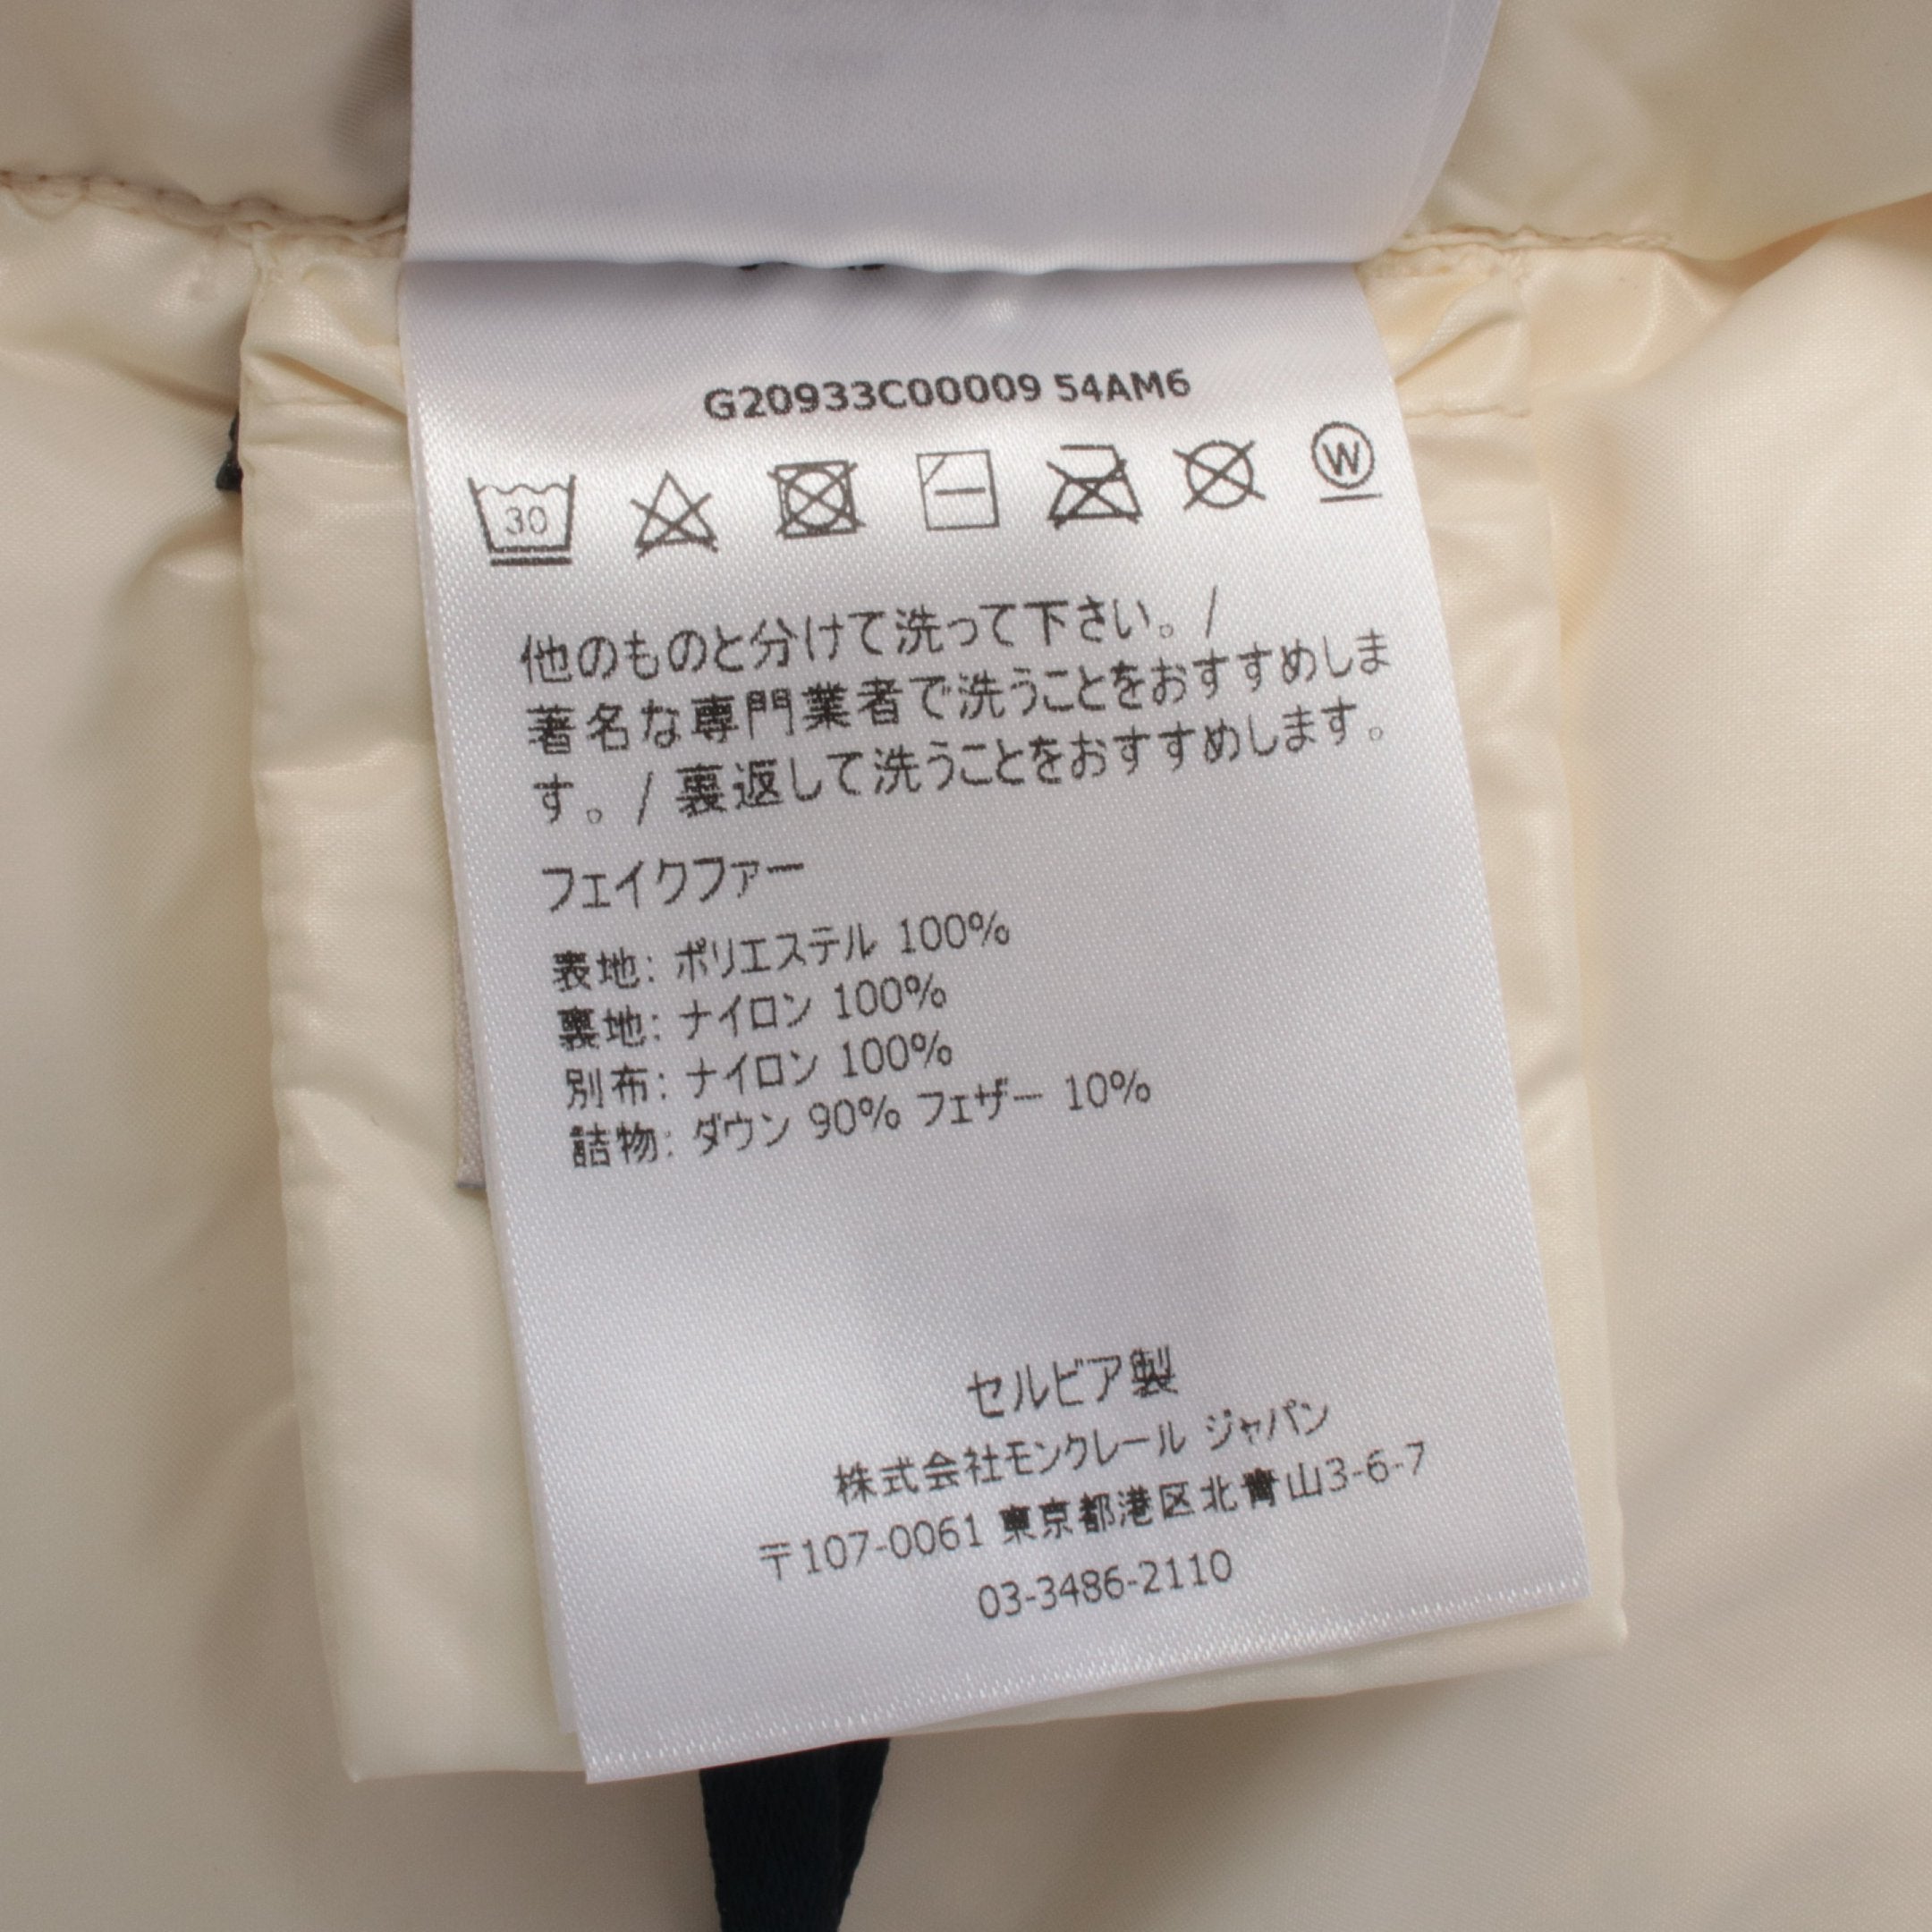 G20933C00009 54AM6
30
W
他のものと分けて洗って下さい。/
著名な専門業者で洗うことをおすすめしま
す。/ 裏返して洗うことをおすすめします。
フェイクファー
表地: ポリエステル 100%
裏地: ナイロン 100%
別布: ナイロン 100%
詰物: ダウン 90% フェザー 10%
セルビア製
株式会社モンクレール ジャパン
〒107-0061 東京都港区北青山3-6-7
03-3486-2110